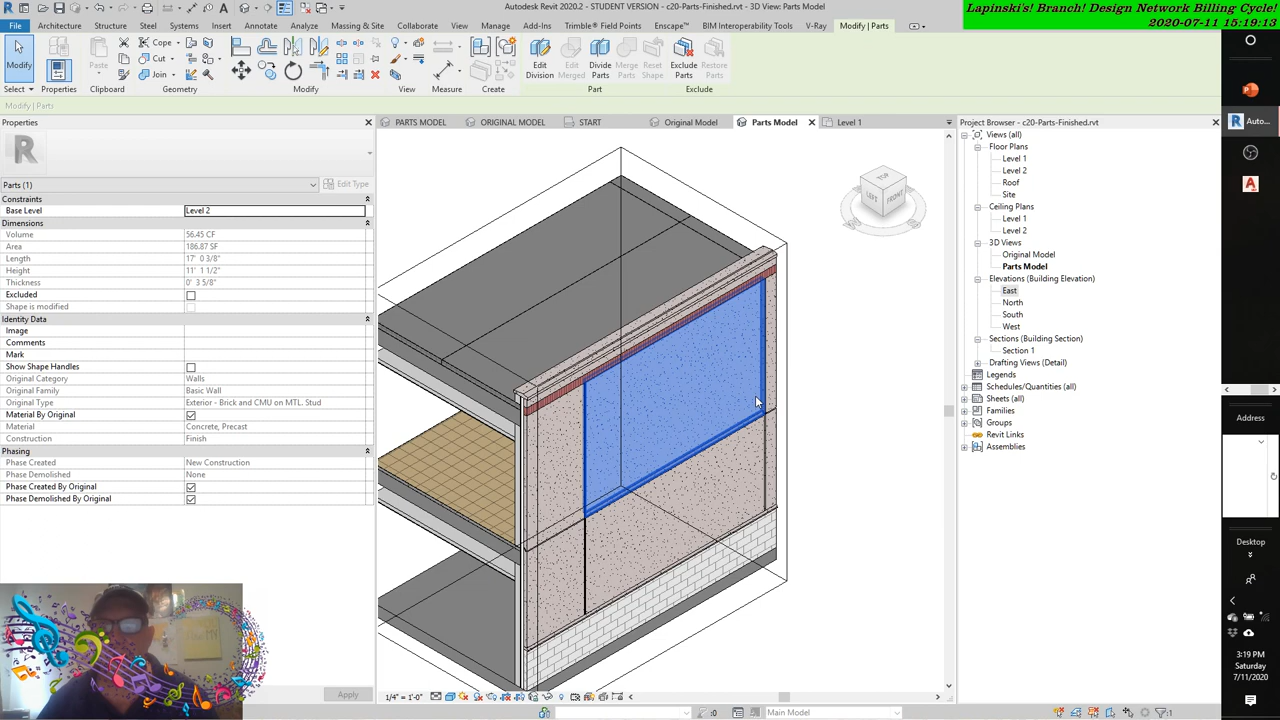 Autodesk Revit 2020.2 - STUDENT VERSION - c20-Parts-Finished.rvt - 3D View: Parts Model
Lapinski's! Branch! Design Network Billing Cycle!
2020-07-11 15:19:13
File Architecture Structure Steel Systems Insert Annotate Analyze Massing & Site Collaborate View Manage Add-Ins Trimble® Field Points Enscape™ BIM Interoperability Tools V-Ray Modify | Parts
Modify
Paste
Cope
Cut
Join
Edit Division
Edit Merged
Divide Parts
Merge Parts
Reset Shape
Exclude Parts
Restore Parts
Select Properties Clipboard Geometry Modify View Measure Create Part Exclude
Modify | Parts
Properties
PARTS MODEL ORIGINAL MODEL START Original Model Parts Model Level 1
Project Browser - c20-Parts-Finished.rvt
Parts (1) Edit Type
Constraints
Base Level Level 2
Dimensions
Volume 56.45 CF
Area 186.87 SF
Length 17' 0 3/8"
Height 11' 1 1/2"
Thickness 0' 3 5/8"
Excluded
Shape is modified
Identity Data
Image
Comments
Mark
Show Shape Handles
Original Category Walls
Original Family Basic Wall
Original Type Exterior - Brick and CMU on MTL. Stud
Material By Original
Material Concrete, Precast
Construction Finish
Phasing
Phase Created New Construction
Phase Demolished None
Phase Created By Original
Phase Demolished By Original
Apply
TOP
LEFT FRONT
Views (all)
Floor Plans
Level 1
Level 2
Roof
Site
Ceiling Plans
Level 1
Level 2
3D Views
Original Model
Parts Model
Elevations (Building Elevation)
East
North
South
West
Sections (Building Section)
Section 1
Drafting Views (Detail)
Legends
Schedules/Quantities (all)
Sheets (all)
Families
Groups
Revit Links
Assemblies
1/4" = 1'-0"
:0 Main Model :1
Auto...
Address
Desktop
3:19 PM
Saturday
7/11/2020